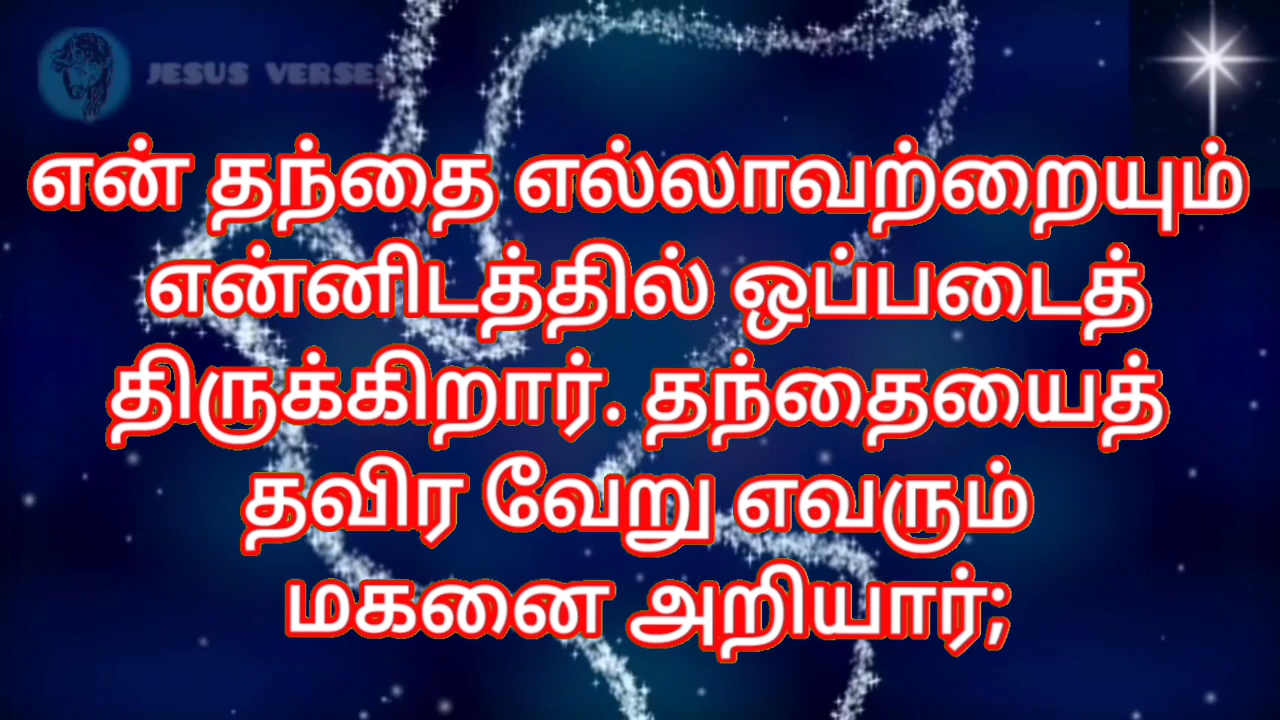 JESUS VERSES
என் தந்தை எல்லாவற்றையும்
என்னிடத்தில் ஒப்படைத்
திருக்கிறார். தந்தையைத்
தவிர வேறு எவரும்
மகனை அறியார்;